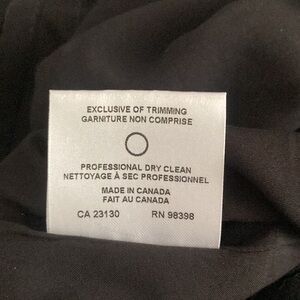 EXCLUSIVE OF TRIMMING
GARNITURE NON COMPRISE
PROFESSIONAL DRY CLEAN
NETTOYAGE À SEC PROFESSIONNEL
MADE IN CANADA
FAIT AU CANADA
CA 23130 RN 98398